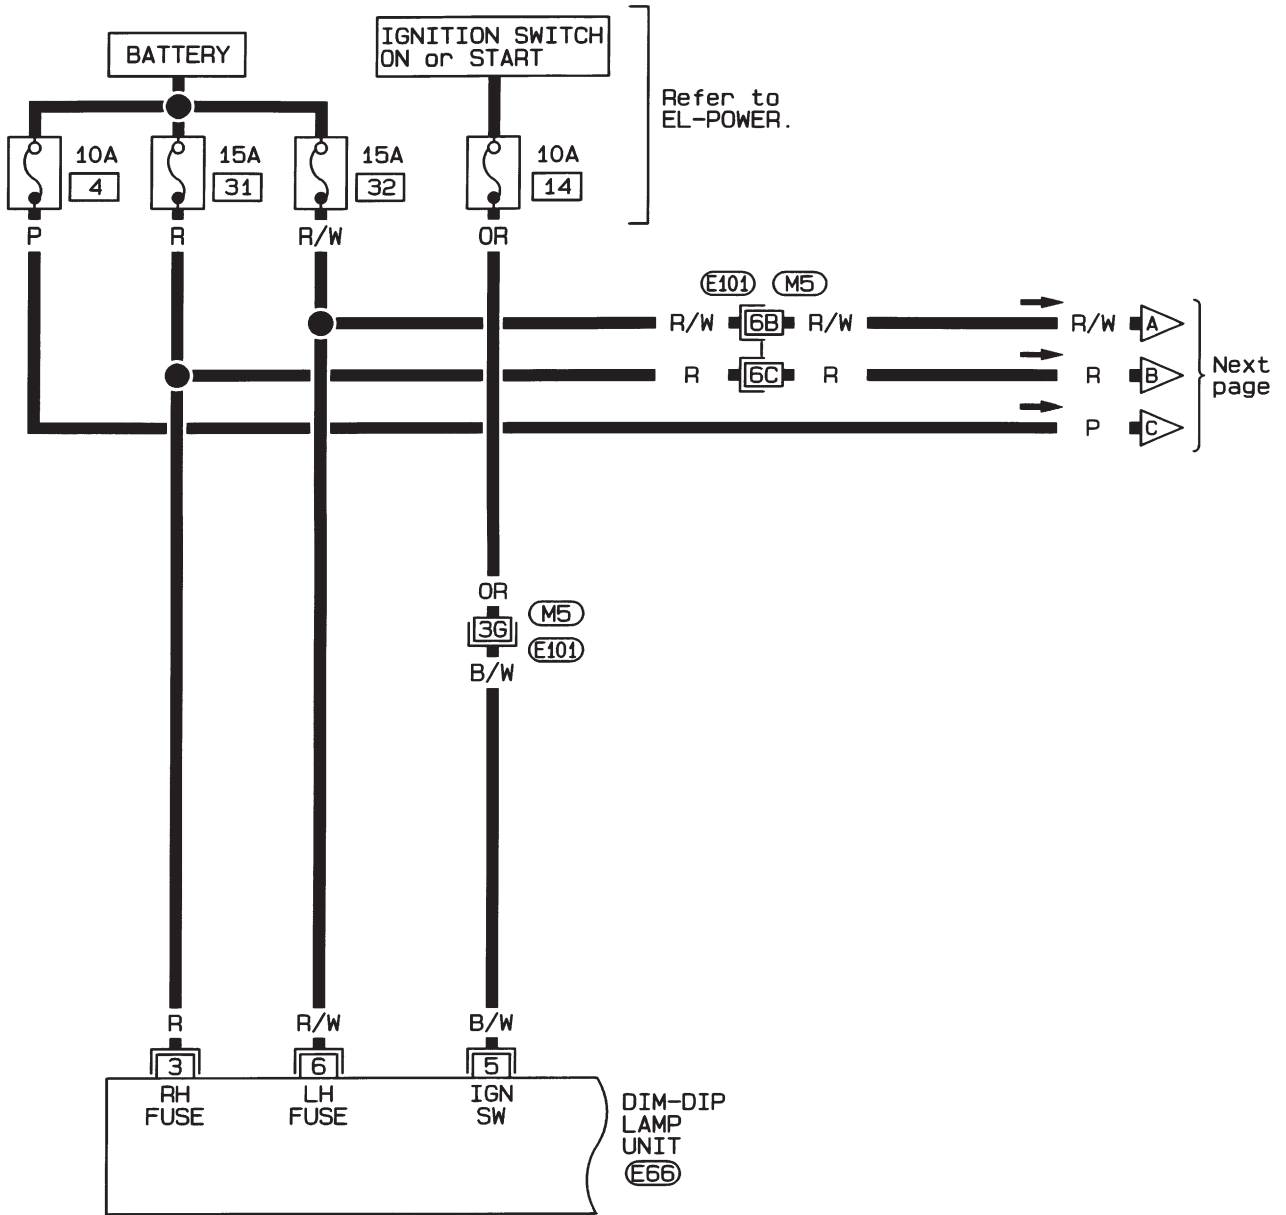 BATTERY
IGNITION SWITCH
ON or START
Refer to
EL-POWER.
10A
4
15A
31
15A
32
10A
14
P
R
R/W
OR
E101
M5
R/W
6B
R/W
R/W
A
R
6C
R
R
B
P
C
Next
page
OR
3G
M5
E101
B/W
R
R/W
B/W
3
6
5
RH
FUSE
LH
FUSE
IGN
SW
DIM-DIP
LAMP
UNIT
E66